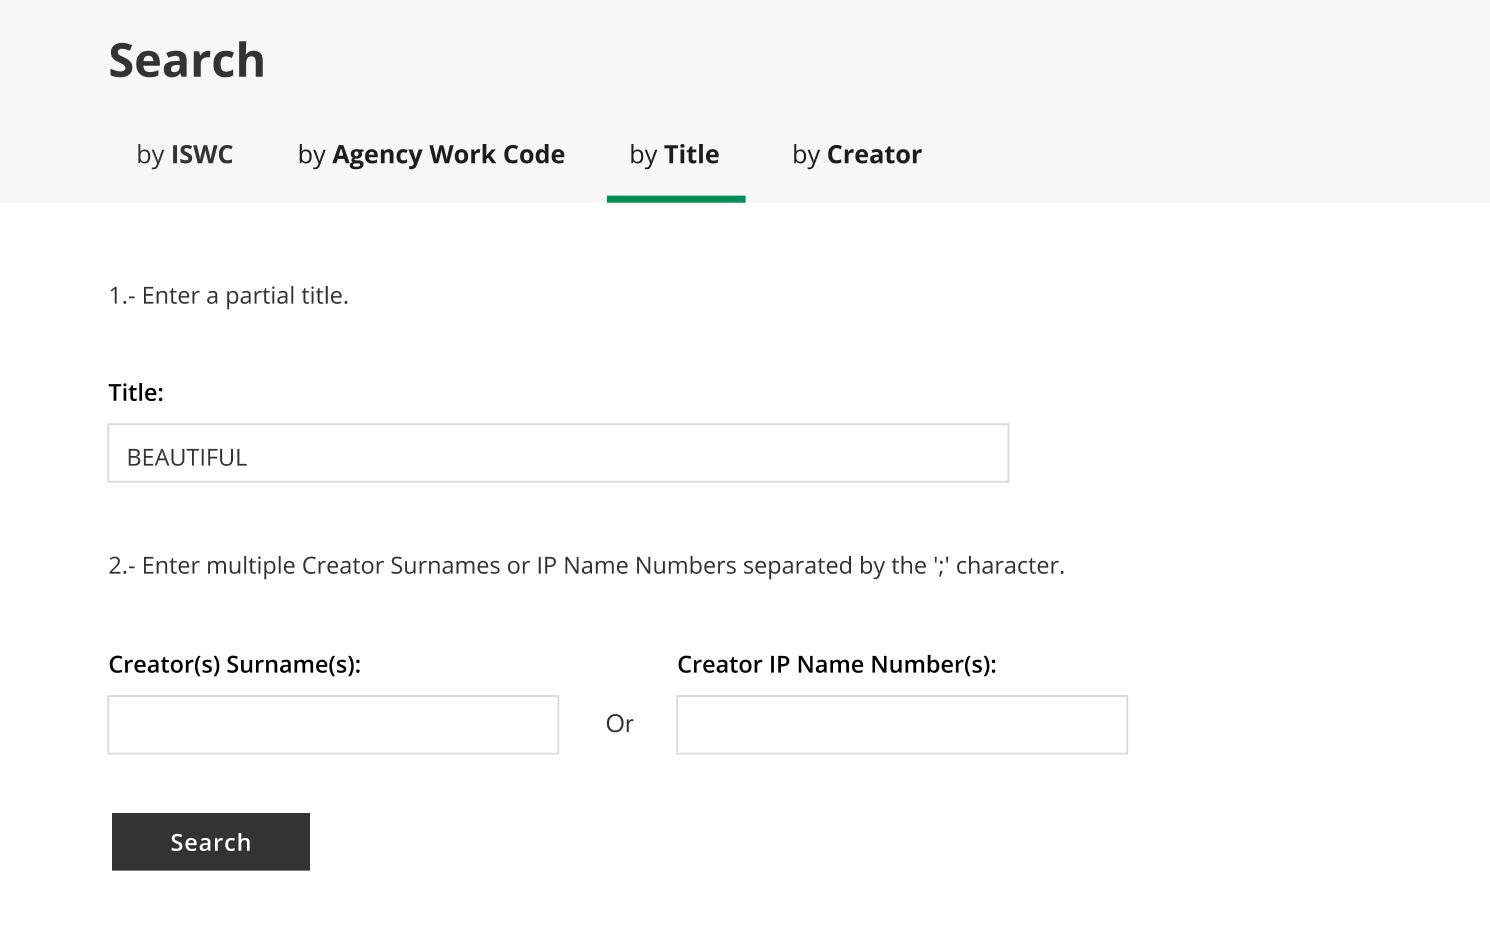 Search
by ISWC by Agency Work Code by Title by Creator
1.- Enter a partial title.
Title:
BEAUTIFUL
2.- Enter multiple Creator Surnames or IP Name Numbers separated by the ';' character.
Creator(s) Surname(s): Creator IP Name Number(s):
Or
Search